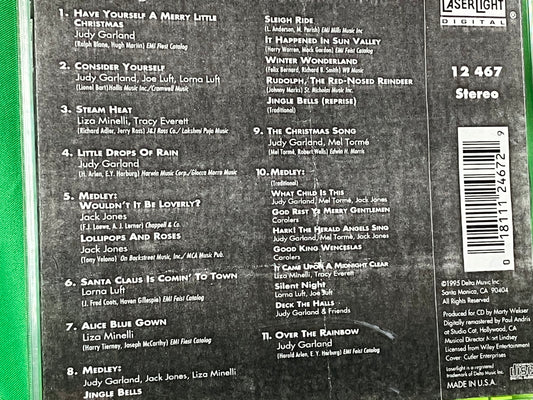 1. HAVE YOURSELF A MERRY LITTLE
CHRISTMAS
Judy Garland
(Ralph Blane, Hugh Martin) EMI Feist Catalog
2. CONSIDER YOURSELF
Judy Garland, Joe Luft, Lorna Luft
(Lionel Bart) Hollis Music Inc./Cromwell Music
3. STEAM HEAT
Liza Minelli, Tracy Everett
(Richard Adler, Jerry Ross) J&J Ross Co./ Lakshmi Puja Music
4. LITTLE DROPS OF RAIN
Judy Garland
(H. Arlen, E.Y. Harburg) Harwin Music Corp./Glocca Morra Music
5. MEDLEY:
WOULDN'T IT BE LOVERLY?
Jack Jones
(F.J. Loewe, A.J. Lerner) Chappell & Co.
LOLLIPOPS AND ROSES
Jack Jones
(Tony Velona) On Backstreet Music, Inc./ MCA Music Pub.
6. SANTA CLAUS IS COMIN' TO TOWN
Lorna Luft
(J. Fred Coots, Haven Gillespie) EMI Feist Catalog
7. ALICE BLUE GOWN
Liza Minelli
(Harry Tierney, Joseph McCarthy) EMI Feist Catalog
8. MEDLEY:
Judy Garland, Jack Jones, Liza Minelli
JINGLE BELLS
SLEIGH RIDE
(L. Anderson, M. Parish) EMI Mills Music Inc
IT HAPPENED IN SUN VALLEY
(Harry Warren, Mack Gordon) EMI Feist Catalog
WINTER WONDERLAND
(Felix Bernard, Richard B. Smith) WB Music
RUDOLPH, THE RED-NOSED REINDEER
(Johnny Marks) St. Nicholas Music Inc.
JINGLE BELLS (REPRISE)
(Traditional)
9. THE CHRISTMAS SONG
Judy Garland, Mel Tormé
(Mel Tormé, Robert Wells) Edwin H. Morris
10. MEDLEY:
(Traditional)
WHAT CHILD IS THIS
Judy Garland, Mel Tormé, Jack Jones
GOD REST YE MERRY GENTLEMEN
Carolers
HARK! THE HERALD ANGELS SING
Judy Garland, Mel Tormé, Jack Jones
GOOD KING WENCESLAS
Carolers
IT CAME UPON A MIDNIGHT CLEAR
Liza Minelli, Tracy Everett
SILENT NIGHT
Lorna Luft, Joe Luft
DECK THE HALLS
Judy Garland & Friends
11. OVER THE RAINBOW
Judy Garland
(Harold Arlen, E.Y. Harburg) EMI Feist Catalog
LASERLIGHT
DIGITAL
®
12 467
Stereo
0 18111 24672 9
©1995 Delta Music Inc
Santa Monica, CA 90404
All Rights Reserved
Produced for CD by Marty Wekser
Digitally remastered by Paul Andris
at Studio Cat, Hollywood, CA
Musical Director Mort Lindsey
Licensed from Wiley Entertainment
Cover: Cutler Enterprises
LaserLight is a registered
trademark of Delta Music Inc.
MADE IN U.S.A.